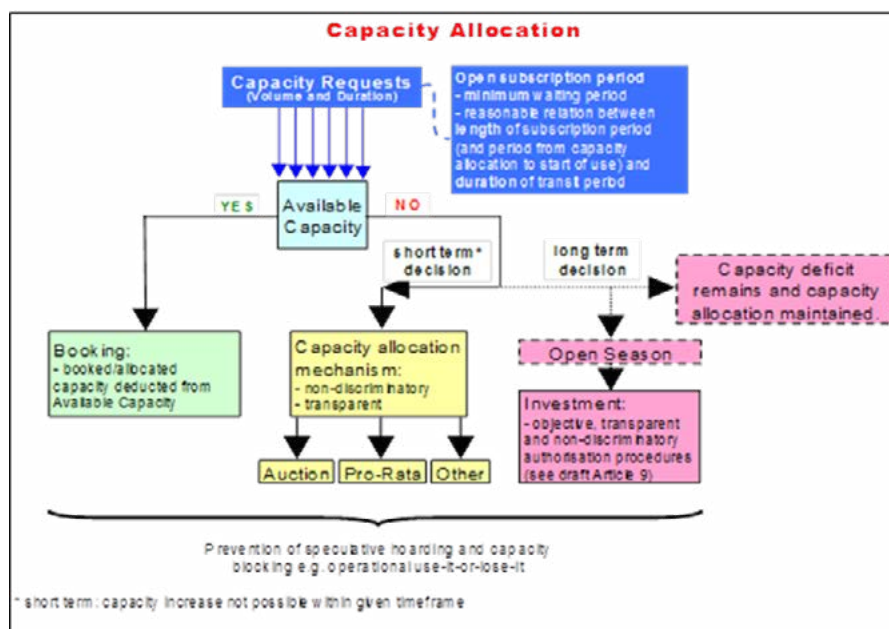 Capacity Allocation
Capacity Requests
(Volume and Duration)
Open subscription period
- minimum waiting period
- reasonable relation between
length of subscription period
(and period from capacity
allocation to start of use) and
duration of transit period
YES
Available
Capacity
NO
short term*
decision
long term
decision
Capacity deficit
remains and capacity
allocation maintained.
Booking:
- booked/allocated
capacity deducted from
Available Capacity
Capacity allocation
mechanism:
- non-discriminatory
- transparent
Open Season
Investment:
- objective, transparent
and non-discriminatory
authorisation procedures
(see draft Article 9)
Auction
Pro-Rata
Other
Prevention of speculative hoarding and capacity
blocking e.g. operational use-it-or-lose-it
* short term: capacity increase not possible within given timeframe